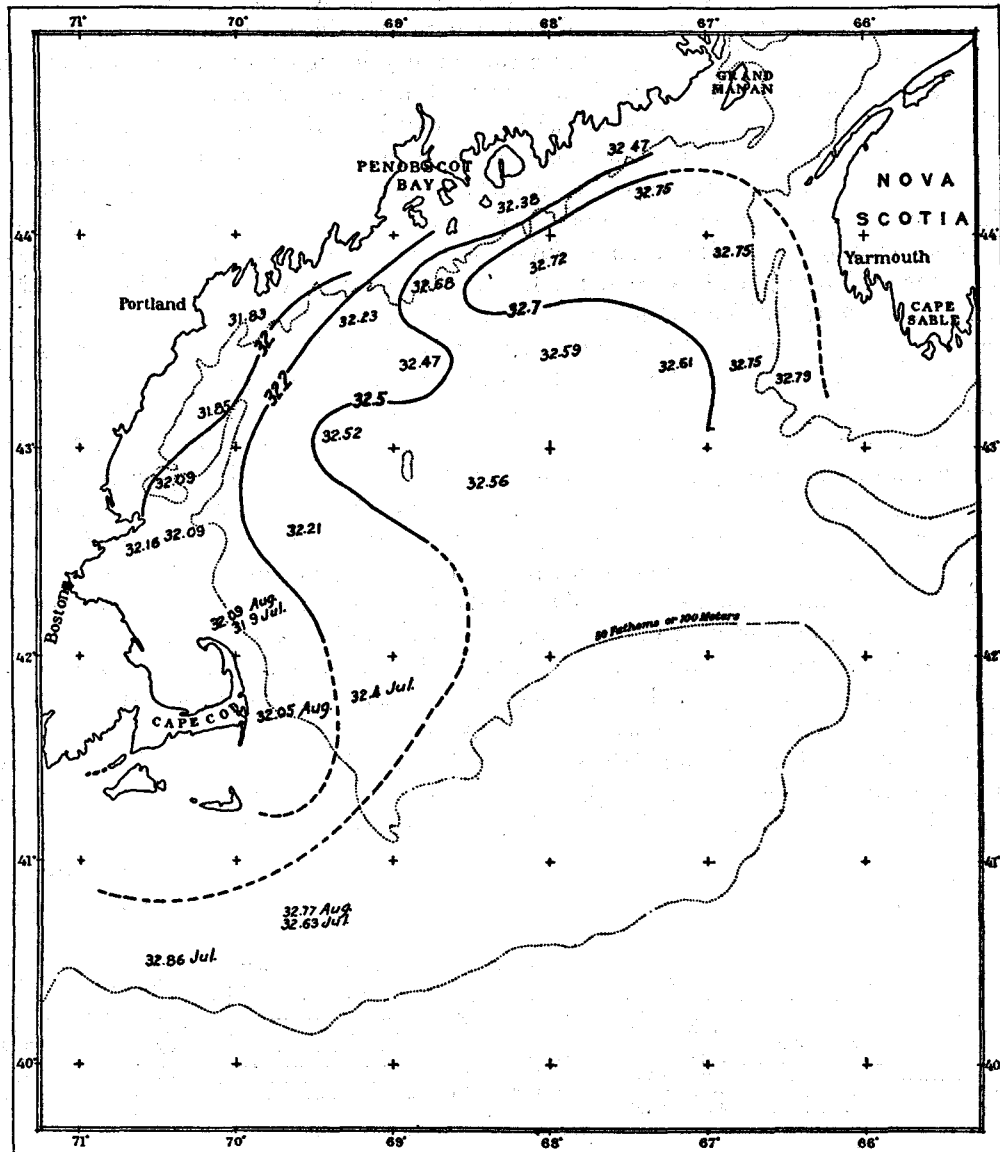 71° 70° 69° 68° 67° 66°
GRAND
MANAN
32.47
PENOBSCOT
BAY
NOVA
32.75
32.38
SCOTIA
44° 44°
32.75
Yarmouth
32.72
32.68
Portland
32.7
CAPE
SABLE
31.83
32.23
32
32.59
32.47
32.61
32.75
32.79
32.2
32.5
31.85
32.52
43° 43°
32.09
32.56
32.21
32.16 32.09
Boston
32.09 Aug.
31.9 Jul.
50 Fathoms or 100 Meters
42° 42°
32.4 Jul.
CAPE COD
32.05 Aug.
41° 41°
32.77 Aug.
32.63 Jul.
32.86 Jul.
40° 40°
71° 70° 69° 68° 67° 66°